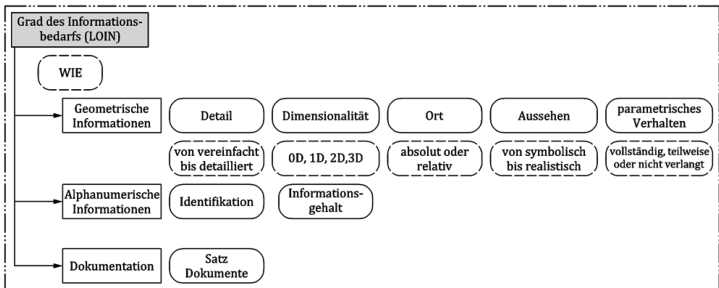 Grad des Informations-
bedarfs (LOIN)
WIE
Geometrische
Informationen
Detail
Dimensionalität
Ort
Aussehen
parametrisches
Verhalten
von vereinfacht
bis detailliert
0D, 1D, 2D,3D
absolut oder
relativ
von symbolisch
bis realistisch
vollständig, teilweise
oder nicht verlangt
Alphanumerische
Informationen
Identifikation
Informations-
gehalt
Dokumentation
Satz
Dokumente